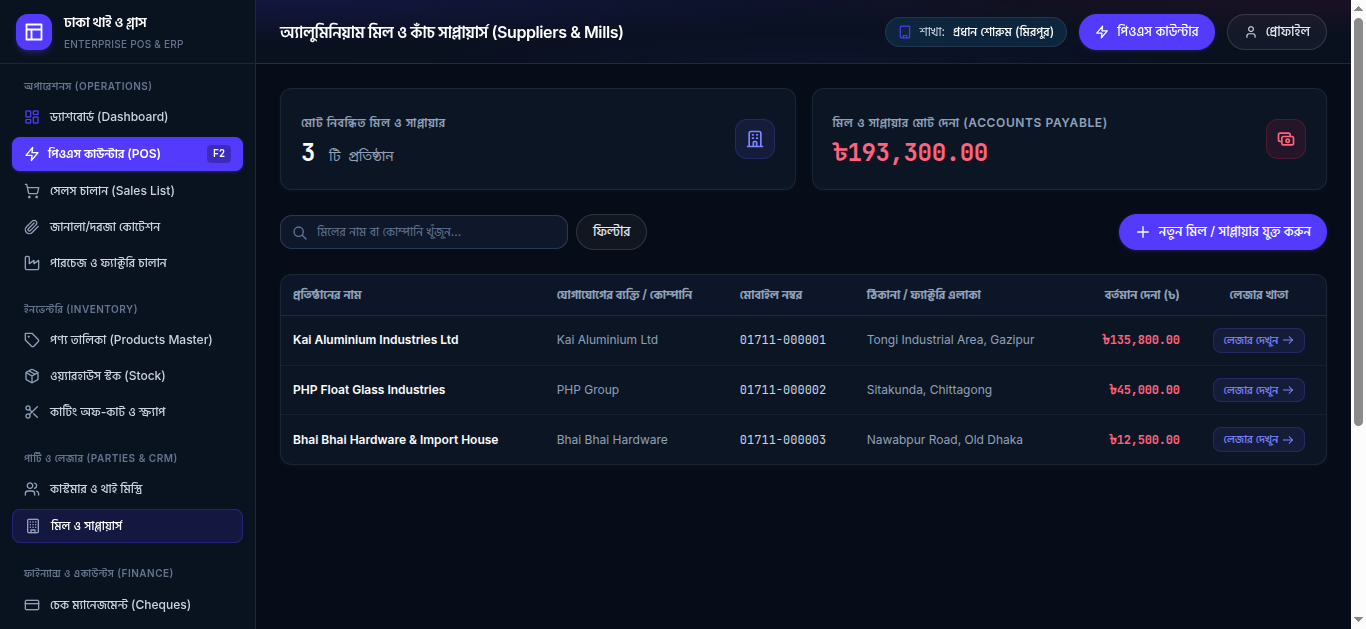 ঢাকা থাই ও গ্লাস
ENTERPRISE POS & ERP
অপারেশনস (OPERATIONS)
ড্যাশবোর্ড (Dashboard)
পিওএস কাউন্টার (POS) F2
সেলস চালান (Sales List)
জানালা/দরজা কোটেশন
পারচেজ ও ফ্যাক্টরি চালান
ইনভেন্টরি (INVENTORY)
পণ্য তালিকা (Products Master)
ওয়্যারহাউস স্টক (Stock)
কাটিং অফ-কাট ও স্ক্র্যাপ
পার্টি ও লেজার (PARTIES & CRM)
কাস্টমার ও থাই মিস্ত্রি
মিল ও সাপ্লায়ার্স
ফাইন্যান্স ও একাউন্টস (FINANCE)
চেক ম্যানেজমেন্ট (Cheques)
অ্যালুমিনিয়াম মিল ও কাঁচ সাপ্লায়ার্স (Suppliers & Mills)
শাখা: প্রধান শোরুম (মিরপুর)
পিওএস কাউন্টার
প্রোফাইল
মোট নিবন্ধিত মিল ও সাপ্লায়ার
3 টি প্রতিষ্ঠান
মিল ও সাপ্লায়ার মোট দেনা (ACCOUNTS PAYABLE)
৳193,300.00
মিলের নাম বা কোম্পানি খুঁজুন...
ফিল্টার
নতুন মিল / সাপ্লায়ার যুক্ত করুন
প্রতিষ্ঠানের নাম যোগাযোগের ব্যক্তি / কোম্পানি মোবাইল নম্বর ঠিকানা / ফ্যাক্টরি এলাকা বর্তমান দেনা (৳) লেজার খাতা
Kai Aluminium Industries Ltd Kai Aluminium Ltd 01711-000001 Tongi Industrial Area, Gazipur ৳135,800.00 লেজার দেখুন →
PHP Float Glass Industries PHP Group 01711-000002 Sitakunda, Chittagong ৳45,000.00 লেজার দেখুন →
Bhai Bhai Hardware & Import House Bhai Bhai Hardware 01711-000003 Nawabpur Road, Old Dhaka ৳12,500.00 লেজার দেখুন →